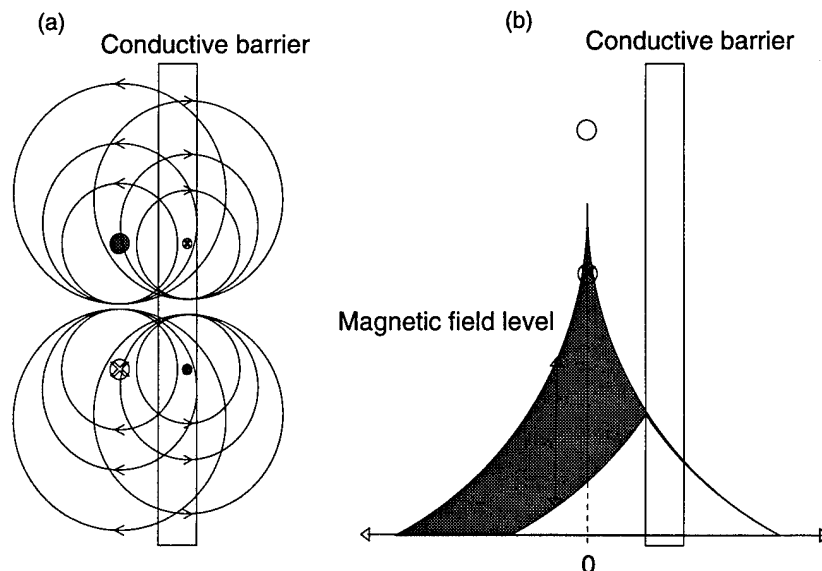 (a)
Conductive barrier
(b)
Conductive barrier
Magnetic field level
0